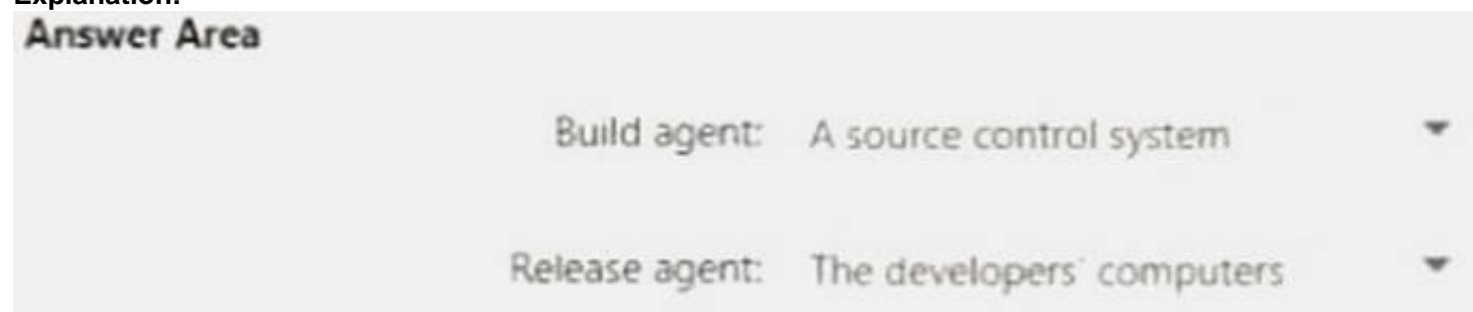 Explanation:
Answer Area
Build agent: A source control system
Release agent: The developers' computers